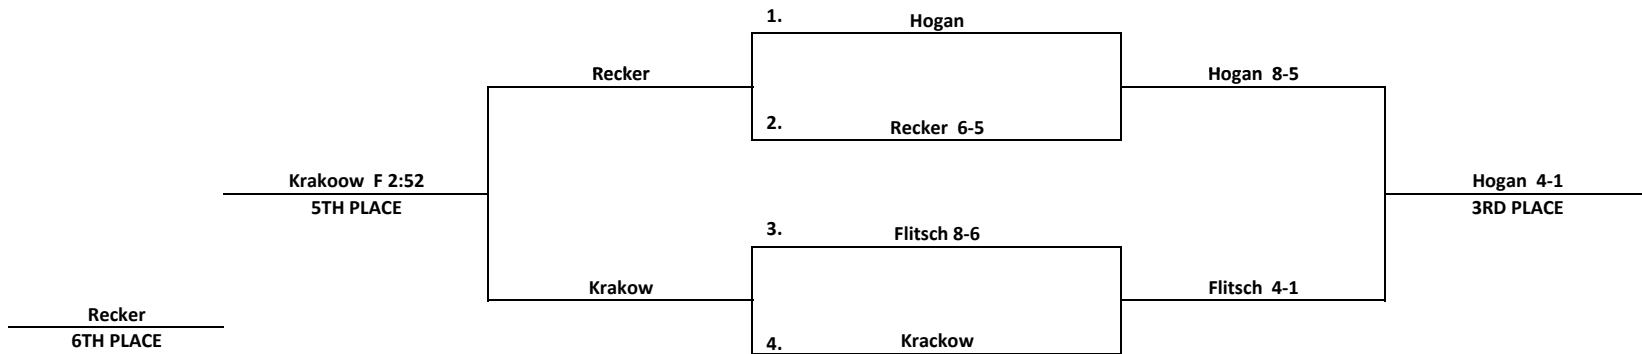 1.
Hogan
Recker
Hogan 8-5
2.
Recker 6-5
Krakoow F 2:52
5TH PLACE
Hogan 4-1
3RD PLACE
3.
Flitsch 8-6
Krakow
Flitsch 4-1
Recker
6TH PLACE
4.
Krackow